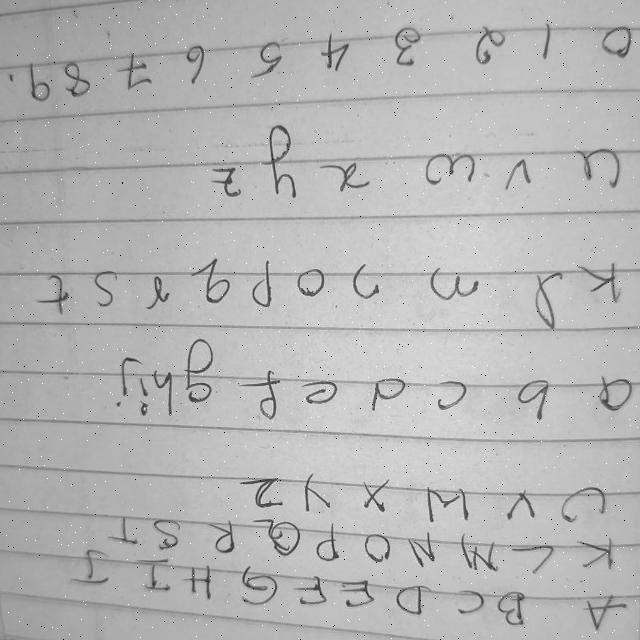 A B C D E F G H I J
K L M N O P Q R S T
U V W X Y Z
a b c d e f g h i j
k l m n o p q r s t
u v w x y z
0 1 2 3 4 5 6 7 8 9.